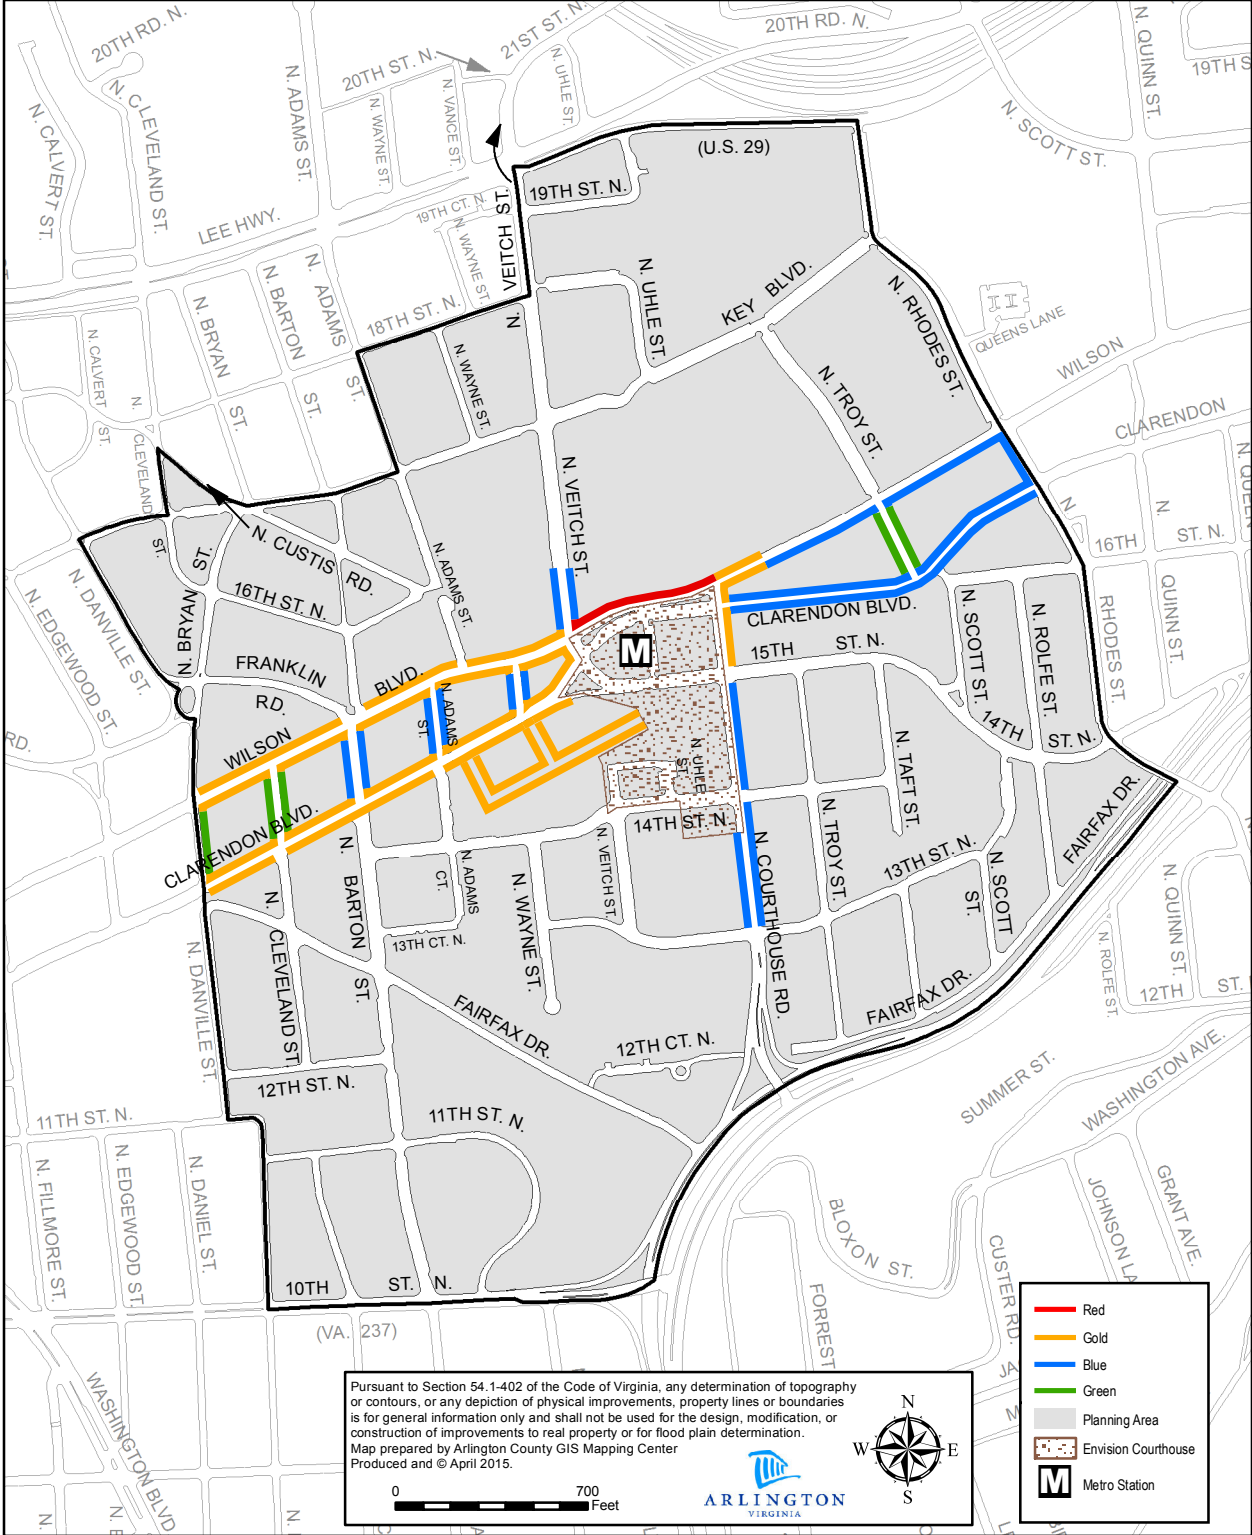 20TH RD. N.
21ST ST. N.
20TH RD. N.
N. QUINN ST.
19TH S
20TH ST. N.
N. UHLE ST.
N. CLEVELAND ST.
N. ADAMS ST.
N. CALVERT ST.
N. WAYNE ST.
N. VANCE ST.
N. SCOTT ST.
(U.S. 29)
19TH ST. N.
19TH CT. N.
LEE HWY.
N. WAYNE ST.
N. VEITCH ST.
N. UHLE ST.
KEY BLVD.
N. RHODES ST.
QUEENS LANE
WILSON
CLARENDON
N. BRYAN ST.
N. BARTON ST.
N. ADAMS ST.
18TH ST. N.
N. CALVERT ST.
N. CLEVELAND ST.
N. WAYNE ST.
N. TROY ST.
N. VEITCH ST.
N. CUSTIS RD.
N. ADAMS ST.
16TH ST. N.
N. BRYAN ST.
N. DANVILLE ST.
N. EDGEWOOD ST.
RD.
FRANKLIN RD.
WILSON BLVD.
CLARENDON BLVD.
N. ADAMS ST.
M
CLARENDON BLVD.
15TH ST. N.
N. SCOTT ST.
N. ROLFE ST.
N. RHODES ST.
16TH ST. N.
N. QUINN ST.
14TH ST. N.
N. UHLE ST.
14TH ST. N.
N. TAFT ST.
N. TROY ST.
13TH ST. N.
N. SCOTT ST.
FAIRFAX DR.
N. COURTHOUSE RD.
N. VEITCH ST.
N. WAYNE ST.
N. ADAMS CT.
13TH CT. N.
N. BARTON ST.
N. CLEVELAND ST.
N. DANVILLE ST.
FAIRFAX DR.
12TH CT. N.
FAIRFAX DR.
N. ROLFE ST.
N. QUINN ST.
12TH ST.
12TH ST. N.
11TH ST. N.
11TH ST. N.
SUMMER ST.
WASHINGTON AVE.
N. FILLMORE ST.
N. EDGEWOOD ST.
N. DANIEL ST.
10TH ST. N.
(VA. 237)
BLOXON ST.
FORREST
CUSTER RD.
JOHNSON LA
GRANT AVE.
WASHINGTON BLVD
N.
N.
Red
Gold
Blue
Green
Planning Area
Envision Courthouse
M Metro Station
Pursuant to Section 54.1-402 of the Code of Virginia, any determination of topography
or contours, or any depiction of physical improvements, property lines or boundaries
is for general information only and shall not be used for the design, modification, or
construction of improvements to real property or for flood plain determination.
Map prepared by Arlington County GIS Mapping Center
Produced and © April 2015.
0 700
Feet
ARLINGTON
VIRGINIA
N
W E
S